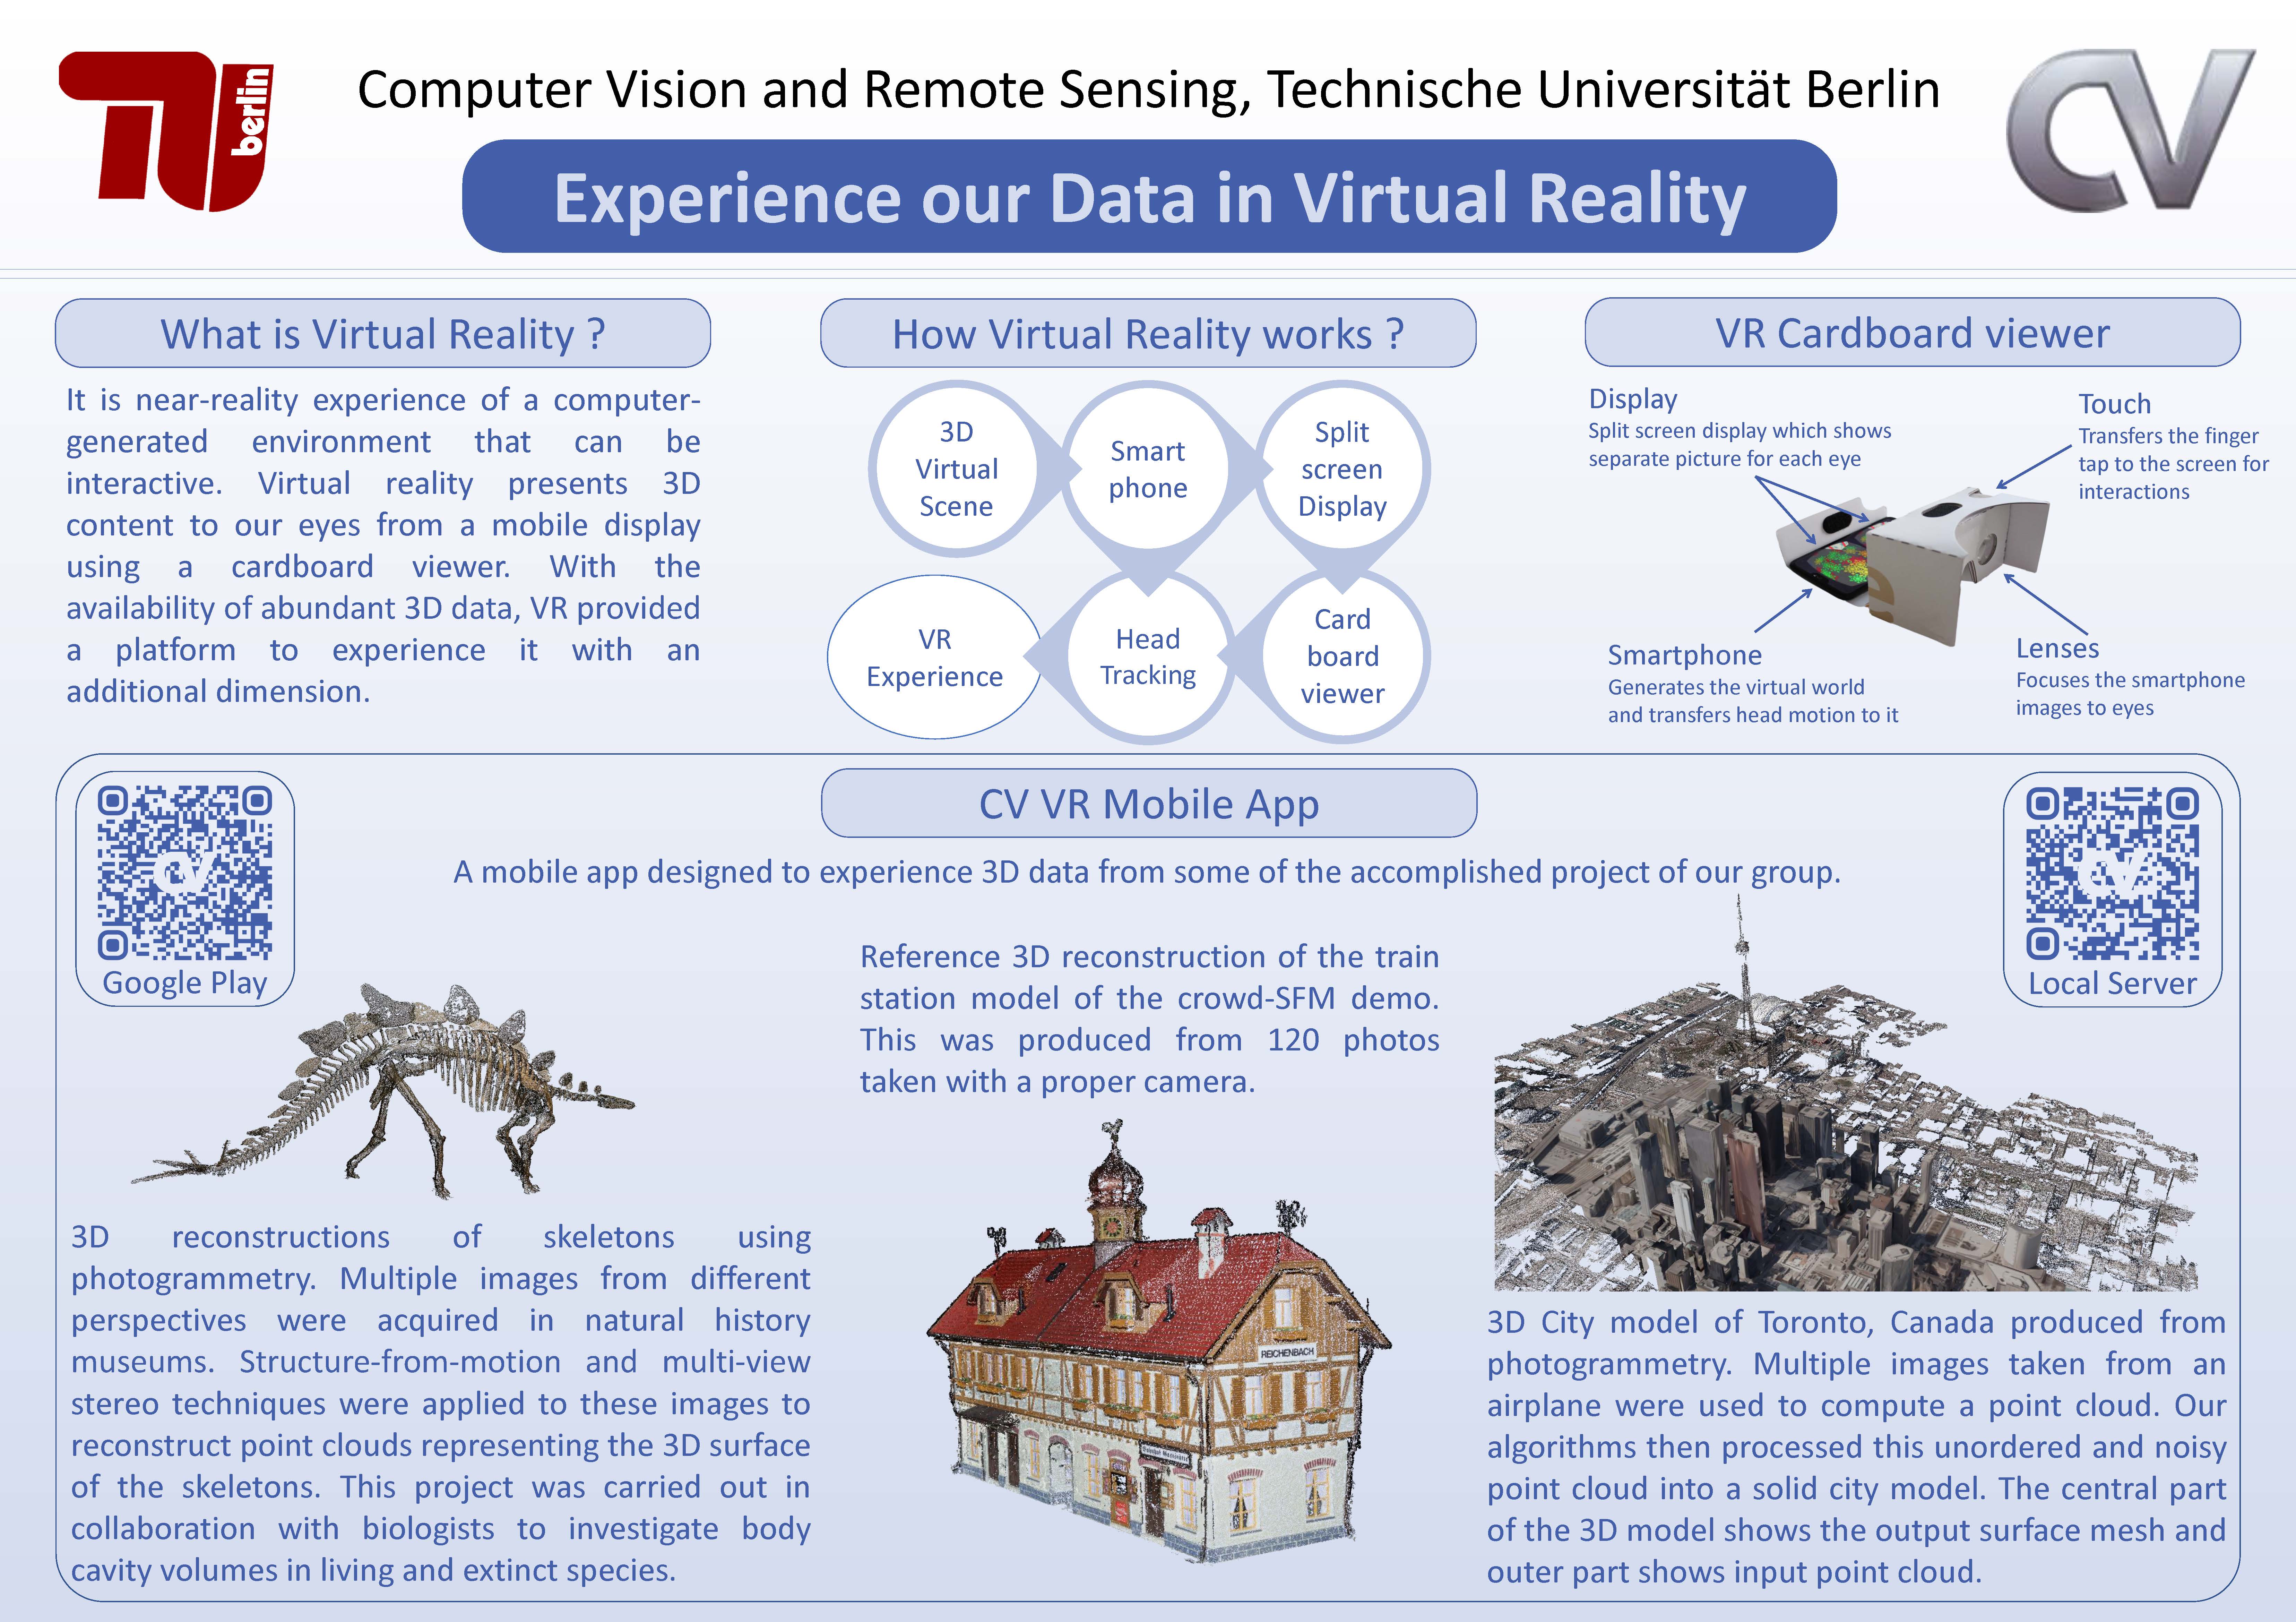 berlin
Computer Vision and Remote Sensing, Technische Universität Berlin
CV
Experience our Data in Virtual Reality
What is Virtual Reality ?
It is near-reality experience of a computer-
generated environment that can be
interactive. Virtual reality presents 3D
content to our eyes from a mobile display
using a cardboard viewer. With the
availability of abundant 3D data, VR provided
a platform to experience it with an
additional dimension.
How Virtual Reality works ?
3D
Virtual
Scene
Smart
phone
Split
screen
Display
Card
board
viewer
Head
Tracking
VR
Experience
VR Cardboard viewer
Display
Split screen display which shows
separate picture for each eye
Touch
Transfers the finger
tap to the screen for
interactions
Smartphone
Generates the virtual world
and transfers head motion to it
Lenses
Focuses the smartphone
images to eyes
CV VR Mobile App
A mobile app designed to experience 3D data from some of the accomplished project of our group.
CV
Google Play
CV
Local Server
3D reconstructions of skeletons using
photogrammetry. Multiple images from different
perspectives were acquired in natural history
museums. Structure-from-motion and multi-view
stereo techniques were applied to these images to
reconstruct point clouds representing the 3D surface
of the skeletons. This project was carried out in
collaboration with biologists to investigate body
cavity volumes in living and extinct species.
Reference 3D reconstruction of the train
station model of the crowd-SFM demo.
This was produced from 120 photos
taken with a proper camera.
REICHENBACH
3D City model of Toronto, Canada produced from
photogrammetry. Multiple images taken from an
airplane were used to compute a point cloud. Our
algorithms then processed this unordered and noisy
point cloud into a solid city model. The central part
of the 3D model shows the output surface mesh and
outer part shows input point cloud.